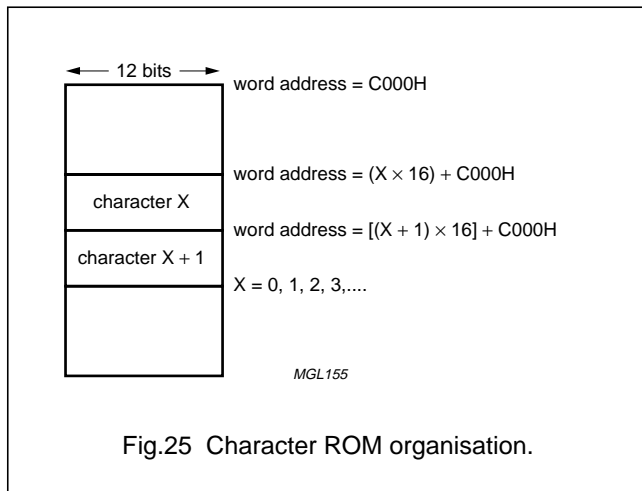 12 bits
word address = C000H
word address = (X × 16) + C000H
character X
word address = [(X + 1) × 16] + C000H
character X + 1
X = 0, 1, 2, 3,....
MGL155
Fig.25 Character ROM organisation.